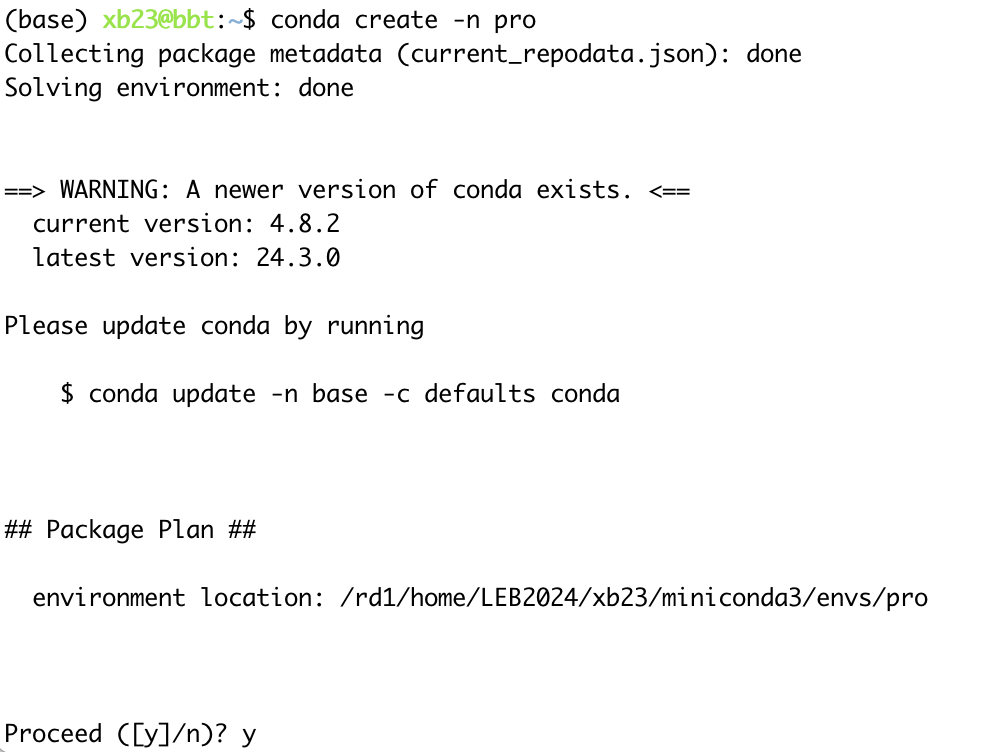 (base) xb23@bbt:~$ conda create -n pro
Collecting package metadata (current_repodata.json): done
Solving environment: done
==> WARNING: A newer version of conda exists. <==
  current version: 4.8.2
  latest version: 24.3.0
Please update conda by running
    $ conda update -n base -c defaults conda
## Package Plan ##
  environment location: /rd1/home/LEB2024/xb23/miniconda3/envs/pro
Proceed ([y]/n)? y